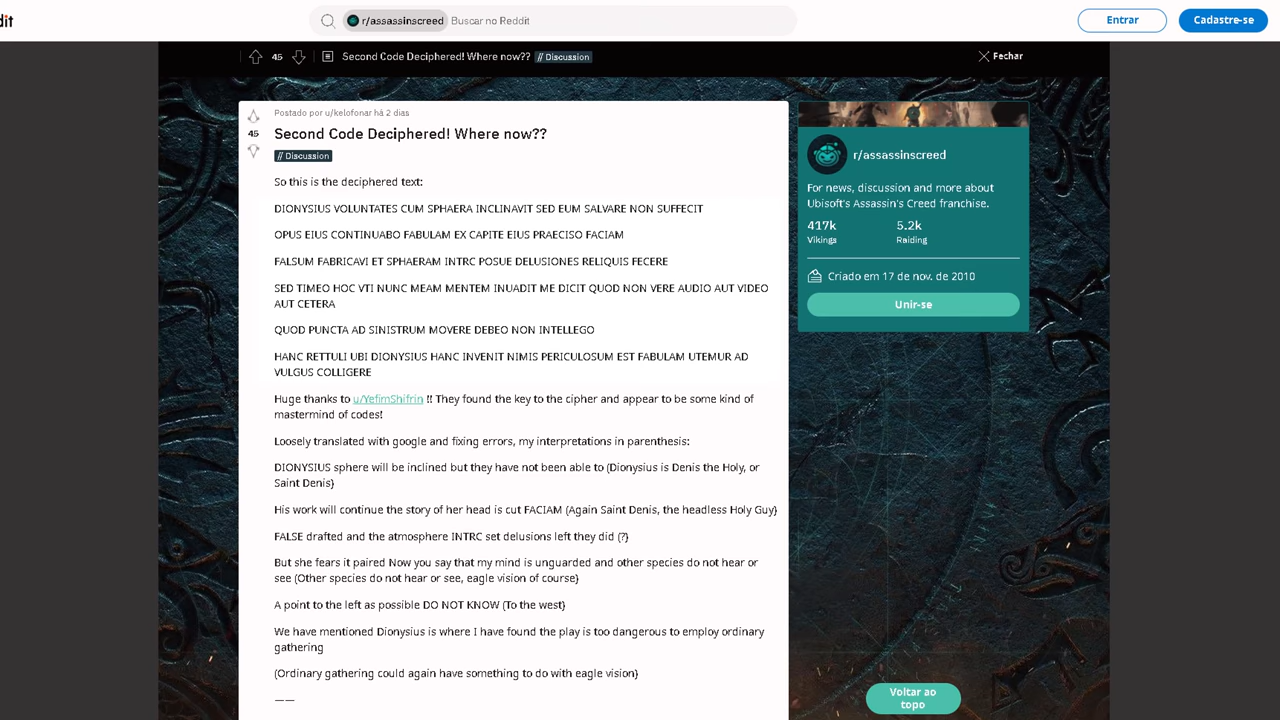 dit
r/assassinscreed
Buscar no Reddit
Entrar
Cadastre-se
45
Second Code Deciphered! Where now??
// Discussion
Fechar
Postado por u/kelofonar há 2 dias
45
Second Code Deciphered! Where now??
// Discussion
So this is the deciphered text:
DIONYSIUS VOLUNTATES CUM SPHAERA INCLINAVIT SED EUM SALVARE NON SUFFECIT
OPUS EIUS CONTINUABO FABULAM EX CAPITE EIUS PRAECISO FACIAM
FALSUM FABRICAVI ET SPHAERAM INTRC POSUE DELUSIONES RELIQUIS FECERE
SED TIMEO HOC VTI NUNC MEAM MENTEM INUADIT ME DICIT QUOD NON VERE AUDIO AUT VIDEO
AUT CETERA
QUOD PUNCTA AD SINISTRUM MOVERE DEBEO NON INTELLEGO
HANC RETTULI UBI DIONYSIUS HANC INVENIT NIMIS PERICULOSUM EST FABULAM UTEMUR AD
VULGUS COLLIGERE
Huge thanks to u/YefimShifrin !! They found the key to the cipher and appear to be some kind of
mastermind of codes!
Loosely translated with google and fixing errors, my interpretations in parenthesis:
DIONYSIUS sphere will be inclined but they have not been able to (Dionysius is Denis the Holy, or
Saint Denis)
His work will continue the story of her head is cut FACIAM (Again Saint Denis, the headless Holy Guy)
FALSE drafted and the atmosphere INTRC set delusions left they did (?)
But she fears it paired Now you say that my mind is unguarded and other species do not hear or
see (Other species do not hear or see, eagle vision of course)
A point to the left as possible DO NOT KNOW (To the west)
We have mentioned Dionysius is where I have found the play is too dangerous to employ ordinary
gathering
(Ordinary gathering could again have something to do with eagle vision)
——
r/assassinscreed
For news, discussion and more about
Ubisoft's Assassin's Creed franchise.
417k
5.2k
Vikings
Raiding
Criado em 17 de nov. de 2010
Unir-se
Voltar ao
topo